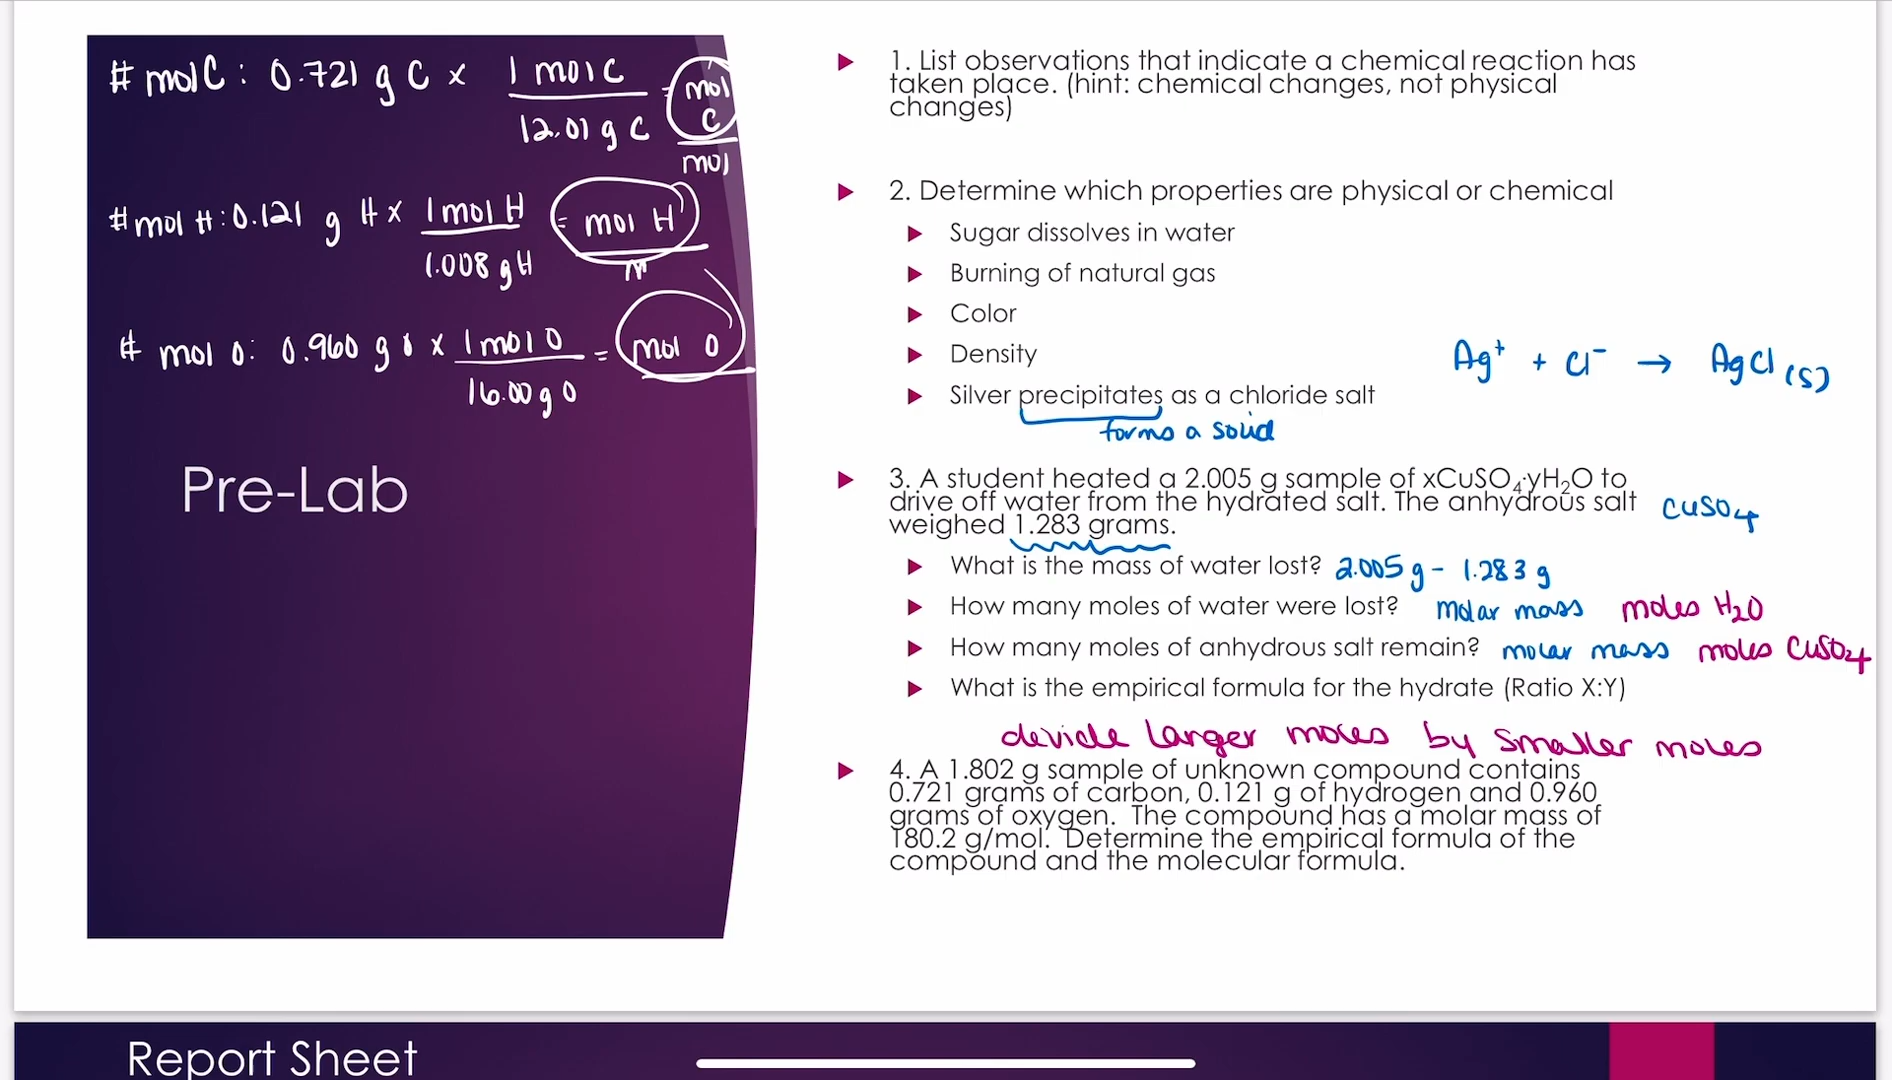 # mol C : 0.721 g C x 1 mol C = mol C
12.01 g C mol
# mol H : 0.121 g H x 1 mol H = mol H
1.008 g H m
# mol O : 0.960 g O x 1 mol O = mol O
16.00 g O
Pre-Lab
1. List observations that indicate a chemical reaction has
taken place. (hint: chemical changes, not physical
changes)
2. Determine which properties are physical or chemical
Sugar dissolves in water
Burning of natural gas
Color
Density
Ag⁺ + Cl⁻ → AgCl (s)
Silver precipitates as a chloride salt
forms a solid
3. A student heated a 2.005 g sample of xCuSO₄·yH₂O to
drive off water from the hydrated salt. The anhydrous salt CuSO₄
weighed 1.283 grams.
What is the mass of water lost? 2.005 g - 1.283 g
How many moles of water were lost? molar mass moles H₂O
How many moles of anhydrous salt remain? molar mass moles CuSO₄
What is the empirical formula for the hydrate (Ratio X:Y)
devide larger moles by smaller moles
4. A 1.802 g sample of unknown compound contains
0.721 grams of carbon, 0.121 g of hydrogen and 0.960
grams of oxygen. The compound has a molar mass of
180.2 g/mol. Determine the empirical formula of the
compound and the molecular formula.
Report Sheet